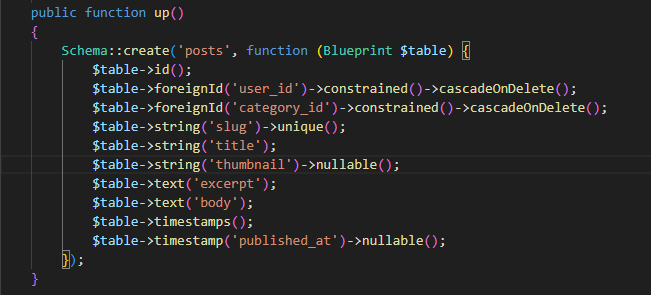 public function up()
{
Schema::create('posts', function (Blueprint $table) {
$table->id();
$table->foreignId('user_id')->constrained()->cascadeOnDelete();
$table->foreignId('category_id')->constrained()->cascadeOnDelete();
$table->string('slug')->unique();
$table->string('title');
$table->string('thumbnail')->nullable();
$table->text('excerpt');
$table->text('body');
$table->timestamps();
$table->timestamp('published_at')->nullable();
});
}